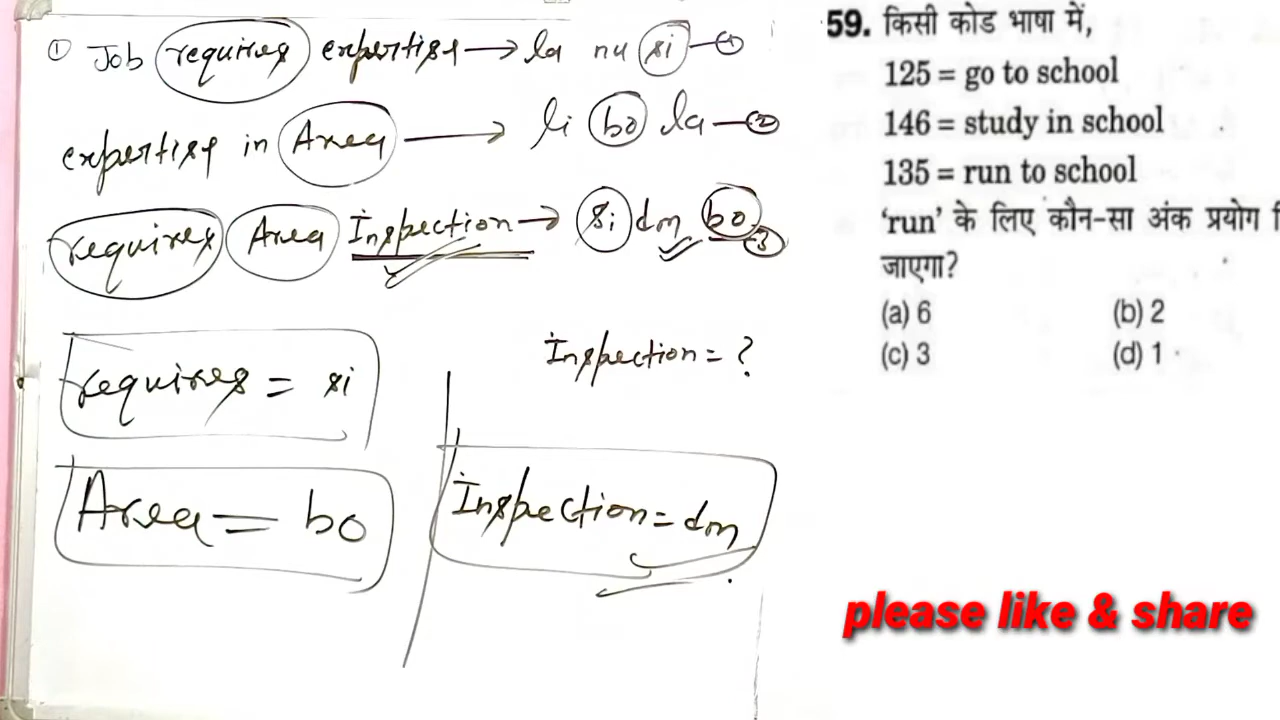 ① Job requires expertise → la nu si —①
expertise in Area → li bo la —②
requires Area Inspection → si dm bo —③
Inspection = ?
requires = si
Area = bo
Inspection = dm
59. किसी कोड भाषा में,
125 = go to school
146 = study in school
135 = run to school
‘run’ के लिए कौन-सा अंक प्रयोग
जाएगा?
(a) 6 (b) 2
(c) 3 (d) 1
please like & share